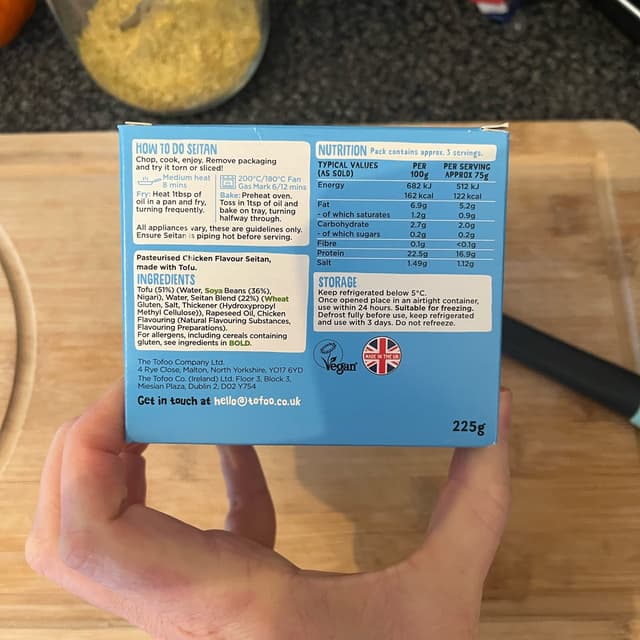 HOW TO DO SEITAN
Chop, cook, enjoy. Remove packaging
and try it torn or sliced!
Medium heat
8 mins
Fry: Heat 1tbsp of
oil in a pan and fry,
turning frequently.
200°C/180°C Fan
Gas Mark 6/12 mins
Bake: Preheat oven.
Toss in 1tsp of oil and
bake on tray, turning
halfway through.
All appliances vary, these are guidelines only.
Ensure Seitan is piping hot before serving.
Pasteurised Chicken Flavour Seitan,
made with Tofu.
INGREDIENTS
Tofu (51%) (Water, Soya Beans (36%),
Nigari), Water, Seitan Blend (22%) (Wheat
Gluten, Salt, Thickener (Hydroxypropyl
Methyl Cellulose)), Rapeseed Oil, Chicken
Flavouring (Natural Flavouring Substances,
Flavouring Preparations).
For allergens, including cereals containing
gluten, see ingredients in BOLD.
The Tofoo Company Ltd.
4 Rye Close, Malton, North Yorkshire, YO17 6YD
The Tofoo Co. (Ireland) Ltd. Floor 3, Block 3,
Miesian Plaza, Dublin 2, D02 Y754
Get in touch at hello@tofoo.co.uk
NUTRITION Pack contains approx. 3 servings.
TYPICAL VALUES (AS SOLD) PER 100g PER SERVING APPROX 75g
Energy 682 kJ 512 kJ
162 kcal 122 kcal
Fat 6.9g 5.2g
- of which saturates 1.2g 0.9g
Carbohydrate 2.7g 2.0g
- of which sugars 0.2g 0.2g
Fibre 0.1g <0.1g
Protein 22.5g 16.9g
Salt 1.49g 1.12g
STORAGE
Keep refrigerated below 5°C.
Once opened place in an airtight container,
use within 24 hours. Suitable for freezing.
Defrost fully before use, keep refrigerated
and use with 3 days. Do not refreeze.
Vegan
MADE IN THE UK
225g